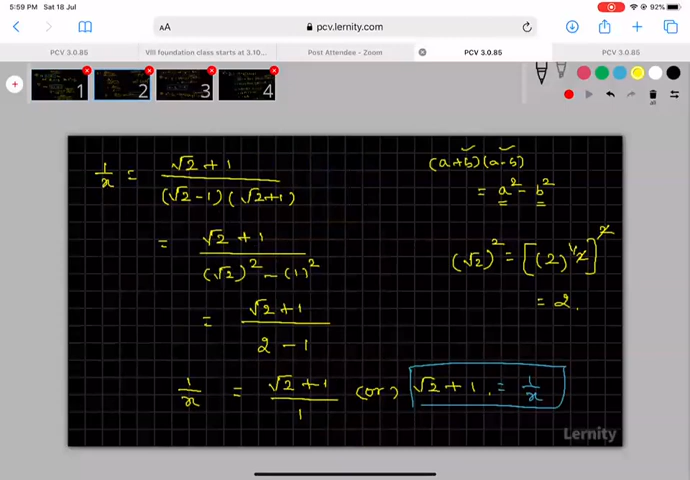 5:59 PM Sat 18 Jul
92%
AA
pcv.lernity.com
PCV 3.0.85
VIII foundation class starts at 3.10...
Post Attendee - Zoom
PCV 3.0.85
PCV 3.0.85
1
2
3
4
all
1/x = (√2 + 1)/((√2 - 1)(√2 + 1))
= (√2 + 1)/((√2)² - (1)²)
= (√2 + 1)/(2 - 1)
1/x = (√2 + 1)/1 (or) √2 + 1. = 1/x
(a+b)(a-b)
= a² - b²
(√2)² = [(2)^1/2]^2
= 2.
Lernity